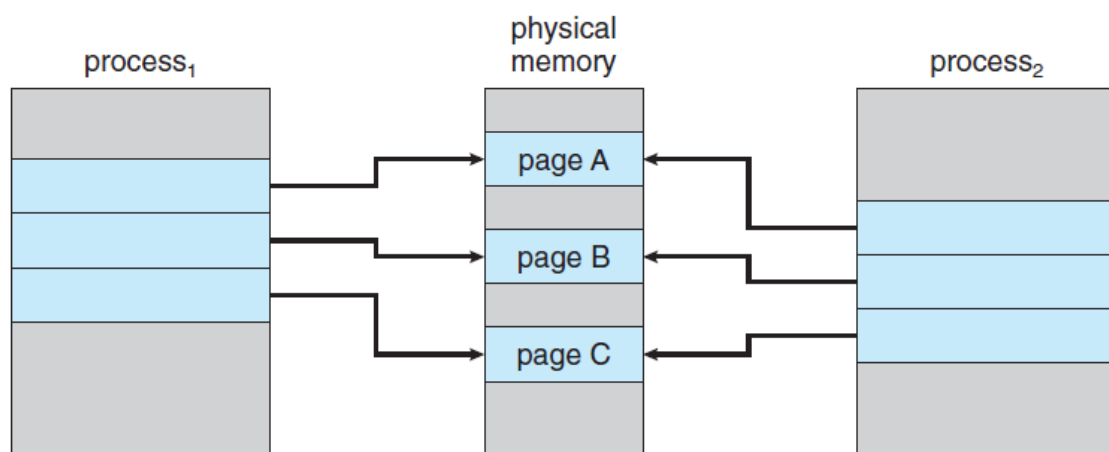 process₁
physical
memory
process₂
page A
page B
page C